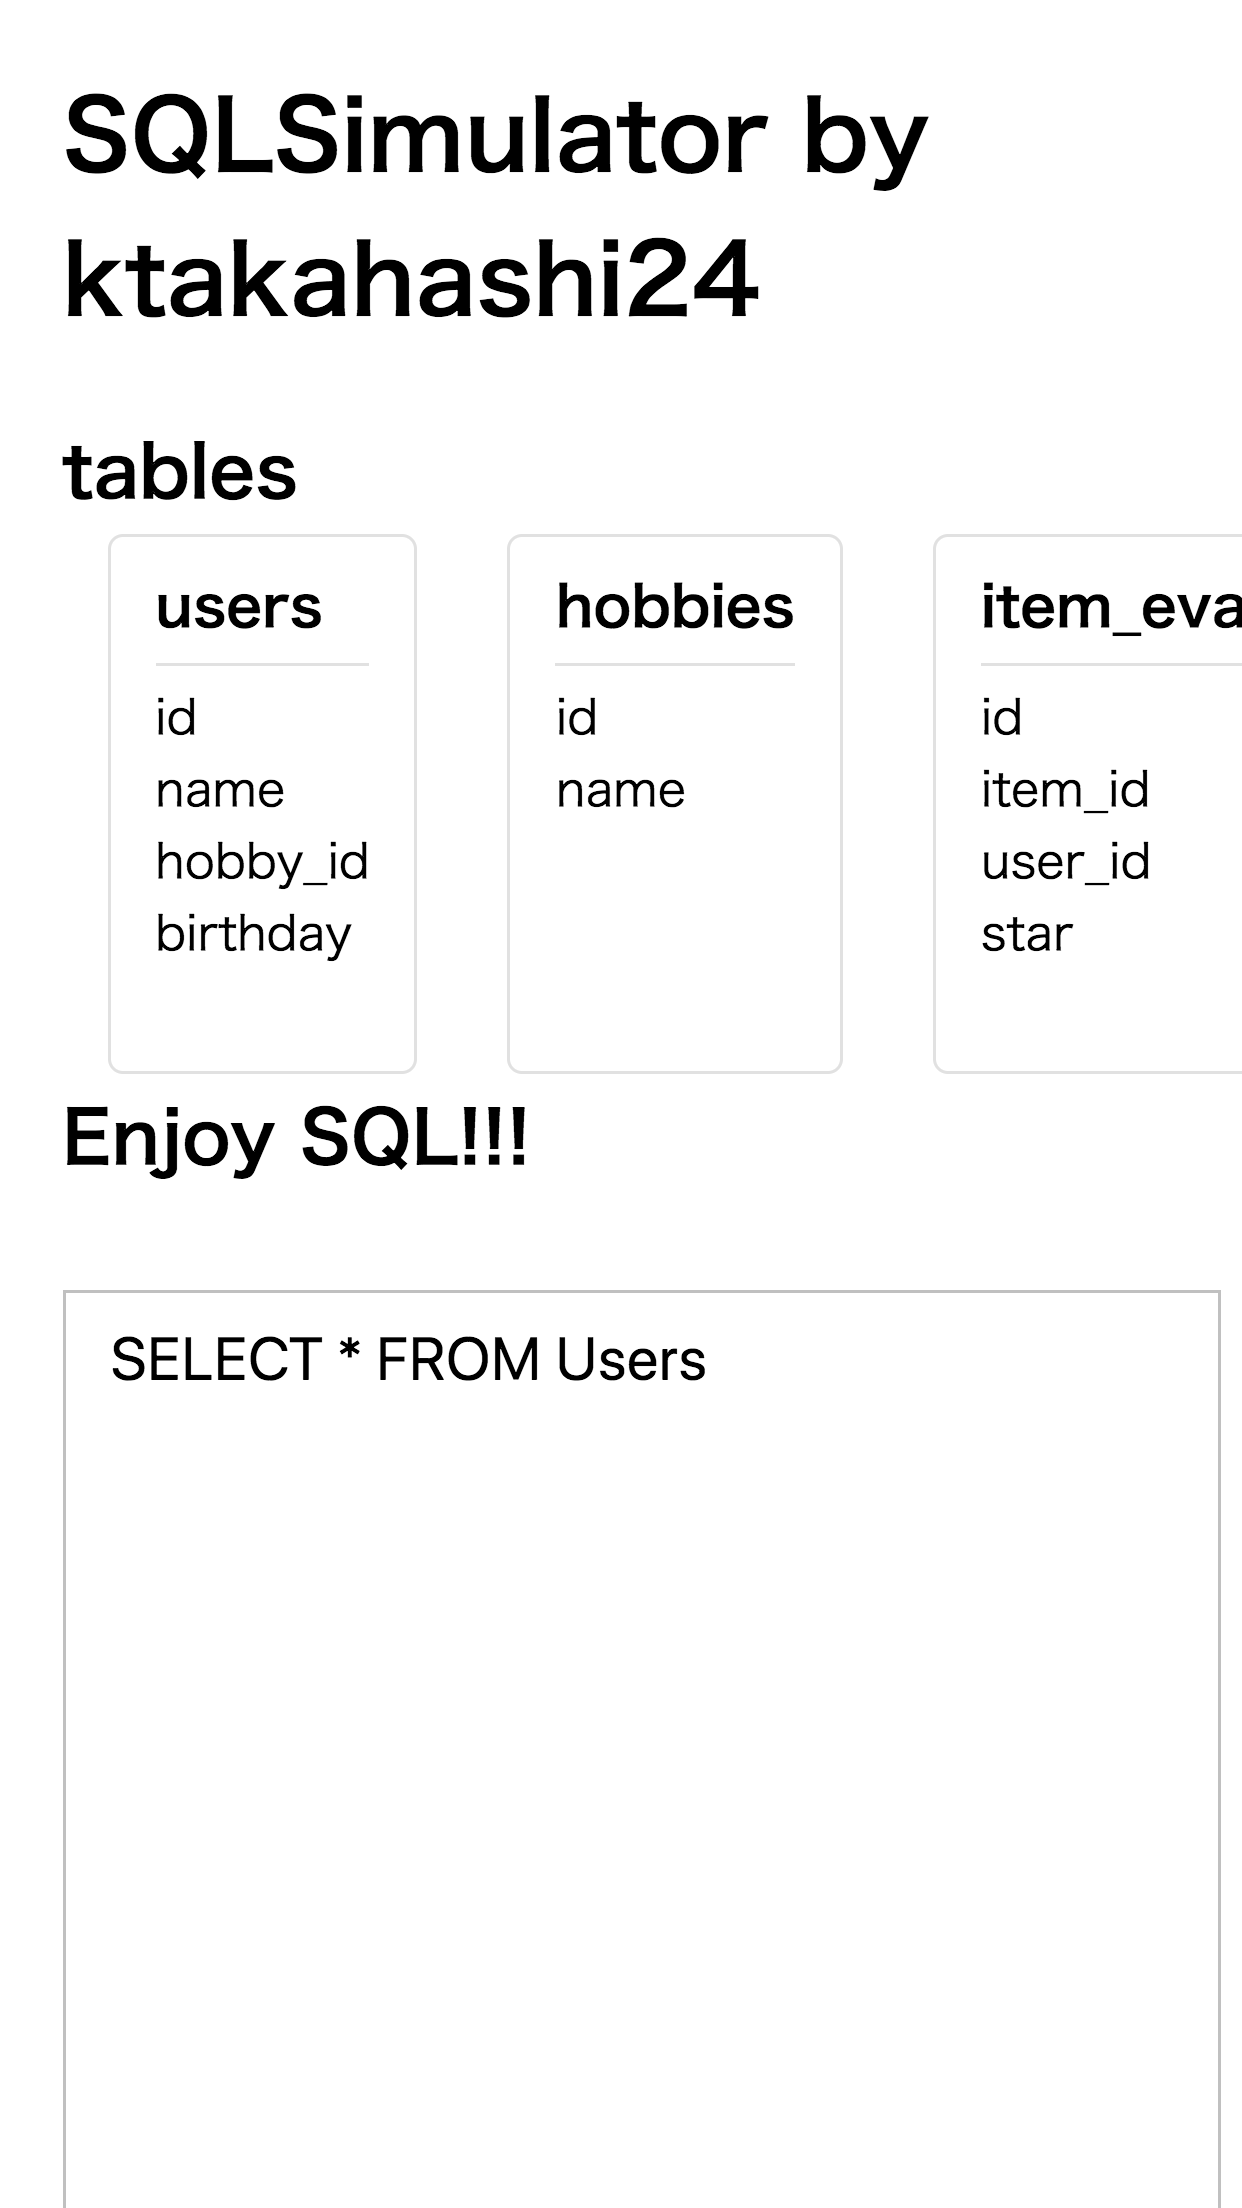 SQLSimulator by
ktakahashi24
tables
users
id
name
hobby_id
birthday
hobbies
id
name
item_eva
id
item_id
user_id
star
Enjoy SQL!!!
SELECT * FROM Users